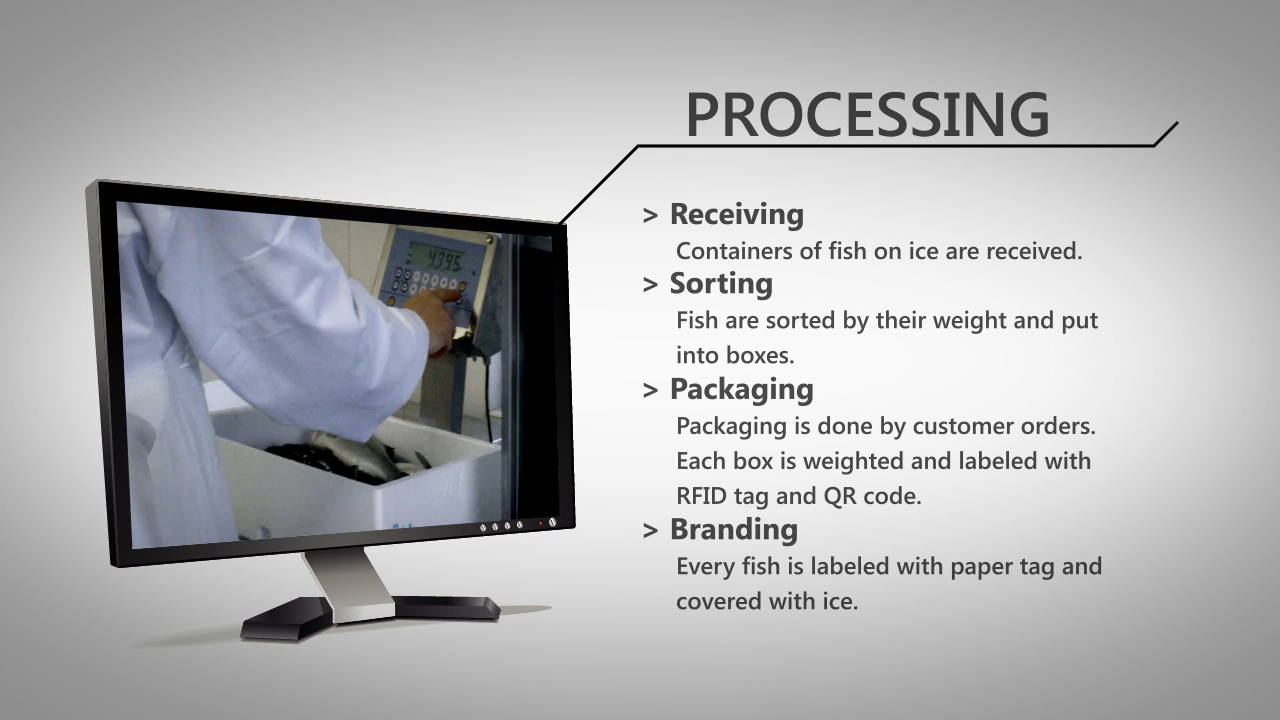 PROCESSING
> Receiving
Containers of fish on ice are received.
> Sorting
Fish are sorted by their weight and put
into boxes.
> Packaging
Packaging is done by customer orders.
Each box is weighted and labeled with
RFID tag and QR code.
> Branding
Every fish is labeled with paper tag and
covered with ice.